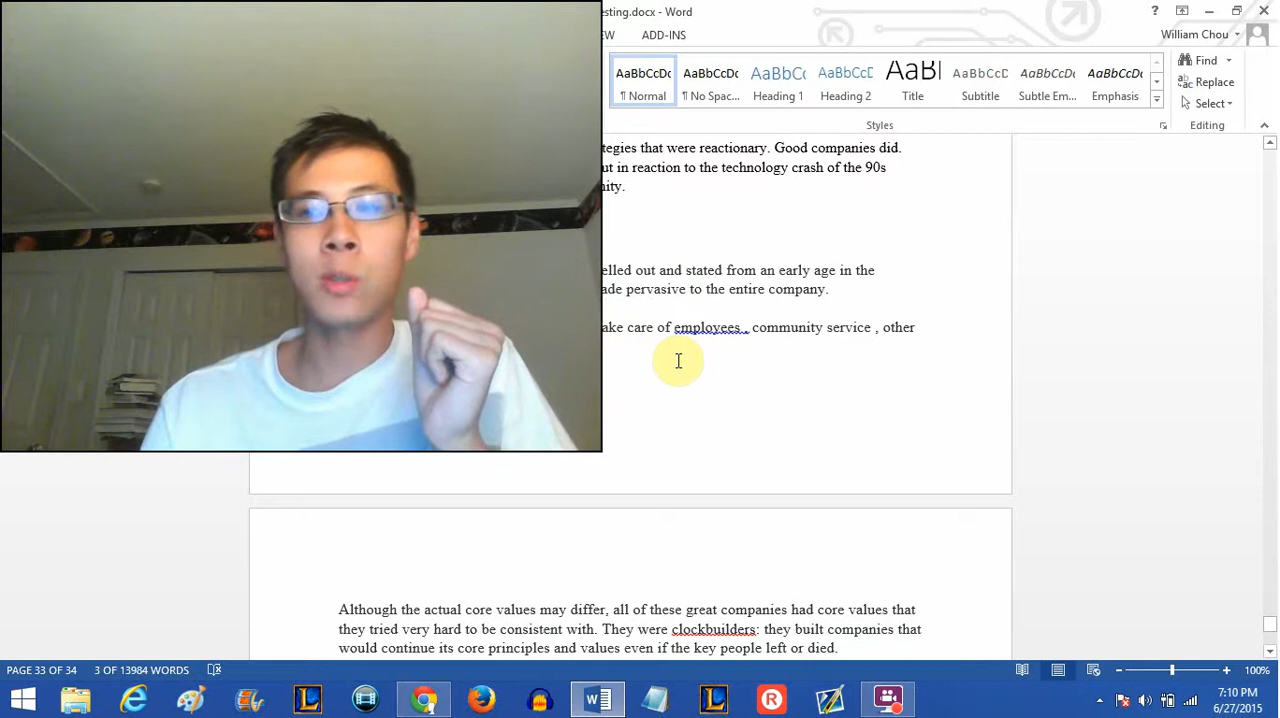 esting.docx - Word
EW ADD-INS
William Chou
AaBbCcDc AaBbCcDc AaBbCc AaBbCcD AaBl AaBbCcD AaBbCcD AaBbCcD
¶ Normal ¶ No Spac... Heading 1 Heading 2 Title Subtitle Subtle Em... Emphasis
Find
Replace
Select
Styles
Editing
tegies that were reactionary. Good companies did.
ut in reaction to the technology crash of the 90s
nity.
elled out and stated from an early age in the
ade pervasive to the entire company.
ake care of employees , community service , other
Although the actual core values may differ, all of these great companies had core values that
they tried very hard to be consistent with. They were clockbuilders: they built companies that
would continue its core principles and values even if the key people left or died.
PAGE 33 OF 34 3 OF 13984 WORDS
100%
7:10 PM
6/27/2015